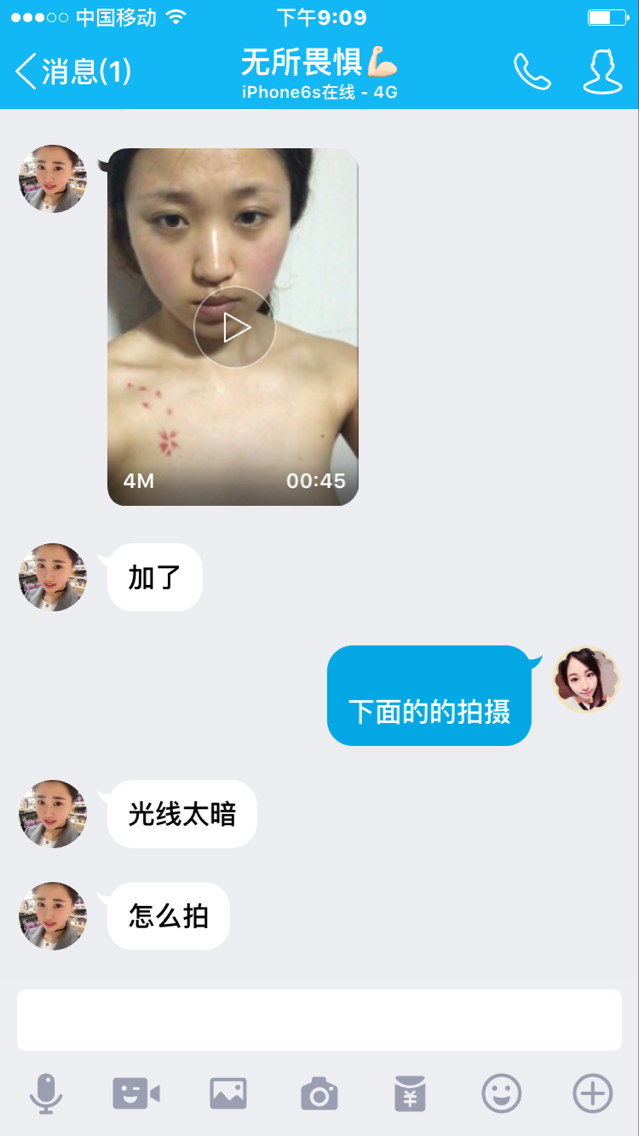 中国移动
下午9:09
消息(1)
无所畏惧💪🏻
iPhone6s在线 - 4G
4M
00:45
加了
下面的的拍摄
光线太暗
怎么拍
¥